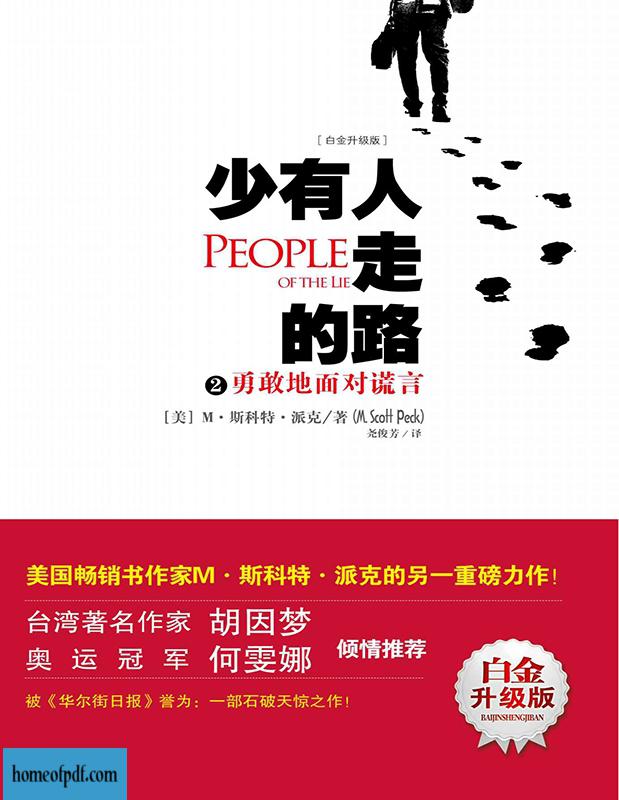 [白金升级版]
少有人
PEOPLE
OF THE LIE
走
的路
❷勇敢地面对谎言
[美] M·斯科特·派克/著 (M. Scott Peck)
尧俊芳/译
美国畅销书作家M·斯科特·派克的另一重磅力作!
台湾著名作家 胡因梦
奥运冠军 何雯娜
倾情推荐
被《华尔街日报》誉为:一部石破天惊之作!
白金
升级版
BAIJINSHENGJIBAN
homeofpdf.com